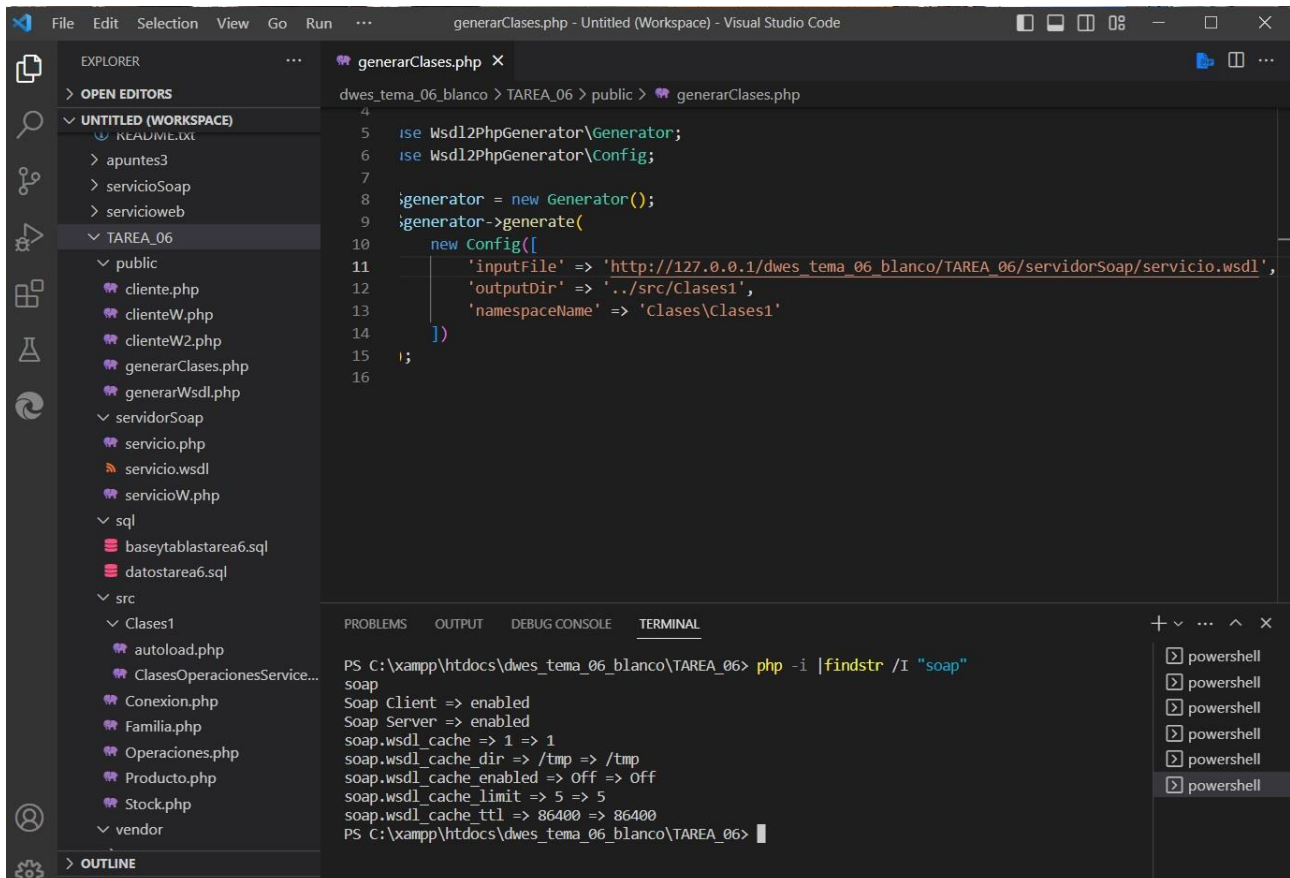 File Edit Selection View Go Run ··· generarClases.php - Untitled (Workspace) - Visual Studio Code
EXPLORER ···
OPEN EDITORS
UNTITLED (WORKSPACE)
README.txt
apuntes3
servicioSoap
servicioweb
TAREA_06
public
cliente.php
clienteW.php
clienteW2.php
generarClases.php
generarWsdl.php
servidorSoap
servicio.php
servicio.wsdl
servicioW.php
sql
baseytablastarea6.sql
datostarea6.sql
src
Clases1
autoload.php
ClasesOperacionesService...
Conexion.php
Familia.php
Operaciones.php
Producto.php
Stock.php
vendor
OUTLINE
generarClases.php
dwes_tema_06_blanco > TAREA_06 > public > generarClases.php
4
5 use Wsdl2PhpGenerator\Generator;
6 use Wsdl2PhpGenerator\Config;
7
8 $generator = new Generator();
9 $generator->generate(
10 new Config([
11 'inputFile' => 'http://127.0.0.1/dwes_tema_06_blanco/TAREA_06/servidorSoap/servicio.wsdl',
12 'outputDir' => '../src/Clases1',
13 'namespaceName' => 'Clases\Clases1'
14 ])
15 );
16
PROBLEMS OUTPUT DEBUG CONSOLE TERMINAL
PS C:\xampp\htdocs\dwes_tema_06_blanco\TAREA_06> php -i |findstr /I "soap"
soap
Soap Client => enabled
Soap Server => enabled
soap.wsdl_cache => 1 => 1
soap.wsdl_cache_dir => /tmp => /tmp
soap.wsdl_cache_enabled => Off => Off
soap.wsdl_cache_limit => 5 => 5
soap.wsdl_cache_ttl => 86400 => 86400
PS C:\xampp\htdocs\dwes_tema_06_blanco\TAREA_06>
powershell
powershell
powershell
powershell
powershell
powershell